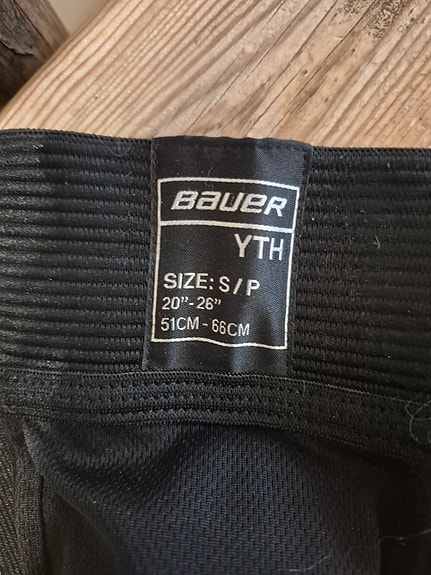 BAUER
YTH
SIZE: S/P
20"-26"
51CM - 66CM